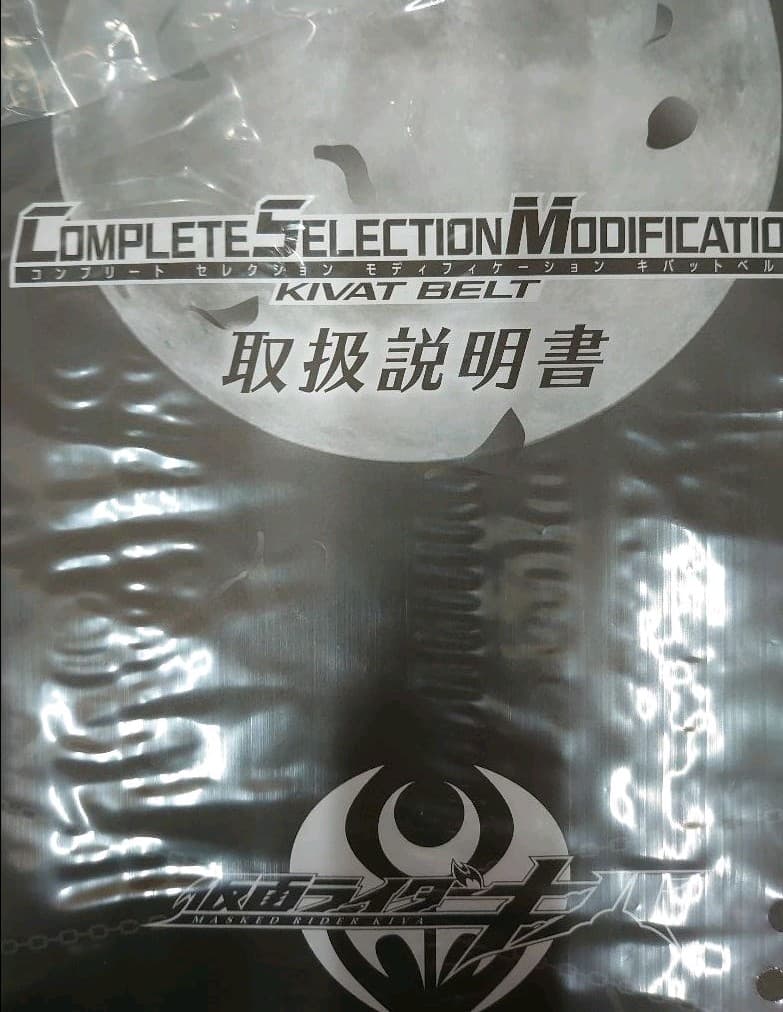 COMPLETE SELECTION MODIFICATIO
コンプリート セレクション モディフィケーション キバットベル
KIVAT BELT
取扱説明書
仮面ライダーキバ
MASKED RIDER KIVA